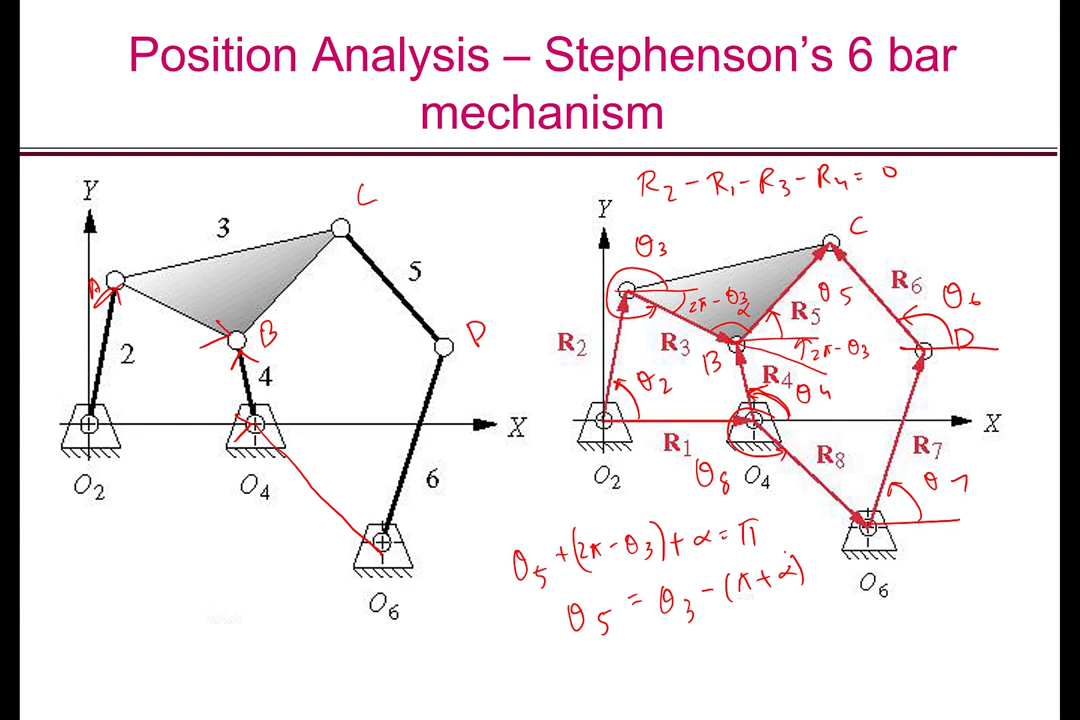 Position Analysis – Stephenson's 6 bar
mechanism
Y
C
3
5
A
B
D
2
4
X
O₂
O₄
6
O₆
R₂ – R₁ – R₃ – R₄ = 0
Y
C
θ₃
2π – θ₃
α
θ₅
R₆
θ₆
R₅
R₂
R₃
B
2π – θ₃
D
θ₂
R₄
θ₄
X
R₁
R₈
R₇
O₂
θ₈
O₄
θ₇
θ₅ + (2π – θ₃) + α = π
θ₅ = θ₃ – (π + α)
O₆